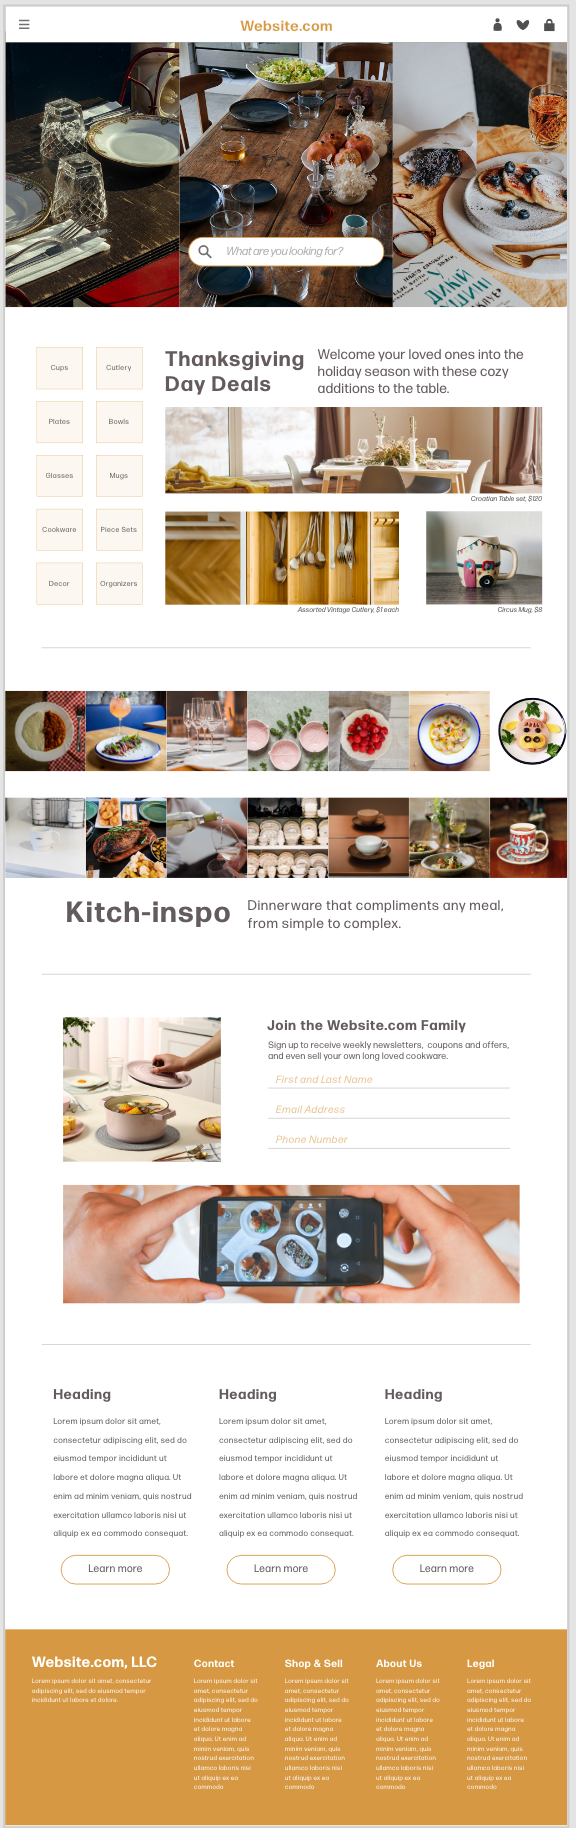 Website.com
What are you looking for?
ДИКИЙ
Cups
Cutlery
Plates
Bowls
Glasses
Mugs
Cookware
Piece Sets
Decor
Organizers
Thanksgiving
Day Deals
Welcome your loved ones into the
holiday season with these cozy
additions to the table.
Croatian Table set, $120
Assorted Vintage Cutlery, $1 each
Circus Mug, $8
Kitch-inspo
Dinnerware that compliments any meal,
from simple to complex.
Join the Website.com Family
Sign up to receive weekly newsletters, coupons and offers,
and even sell your own long loved cookware.
First and Last Name
Email Address
Phone Number
Heading
Lorem ipsum dolor sit amet,
consectetur adipiscing elit, sed do
eiusmod tempor incididunt ut
labore et dolore magna aliqua. Ut
enim ad minim veniam, quis nostrud
exercitation ullamco laboris nisi ut
aliquip ex ea commodo consequat.
Learn more
Heading
Lorem ipsum dolor sit amet,
consectetur adipiscing elit, sed do
eiusmod tempor incididunt ut
labore et dolore magna aliqua. Ut
enim ad minim veniam, quis nostrud
exercitation ullamco laboris nisi ut
aliquip ex ea commodo consequat.
Learn more
Heading
Lorem ipsum dolor sit amet,
consectetur adipiscing elit, sed do
eiusmod tempor incididunt ut
labore et dolore magna aliqua. Ut
enim ad minim veniam, quis nostrud
exercitation ullamco laboris nisi ut
aliquip ex ea commodo consequat.
Learn more
Website.com, LLC
Lorem ipsum dolor sit amet, consectetur
adipiscing elit, sed do eiusmod tempor
incididunt ut labore et dolore.
Contact
Lorem ipsum dolor sit
amet, consectetur
adipiscing elit, sed do
eiusmod tempor
incididunt ut labore
et dolore magna
aliqua. Ut enim ad
minim veniam, quis
nostrud exercitation
ullamco laboris nisi
ut aliquip ex ea
commodo
Shop & Sell
Lorem ipsum dolor sit
amet, consectetur
adipiscing elit, sed do
eiusmod tempor
incididunt ut labore
et dolore magna
aliqua. Ut enim ad
minim veniam, quis
nostrud exercitation
ullamco laboris nisi
ut aliquip ex ea
commodo
About Us
Lorem ipsum dolor sit
amet, consectetur
adipiscing elit, sed do
eiusmod tempor
incididunt ut labore
et dolore magna
aliqua. Ut enim ad
minim veniam, quis
nostrud exercitation
ullamco laboris nisi
ut aliquip ex ea
commodo
Legal
Lorem ipsum dolor sit
amet, consectetur
adipiscing elit, sed do
eiusmod tempor
incididunt ut labore
et dolore magna
aliqua. Ut enim ad
minim veniam, quis
nostrud exercitation
ullamco laboris nisi
ut aliquip ex ea
commodo